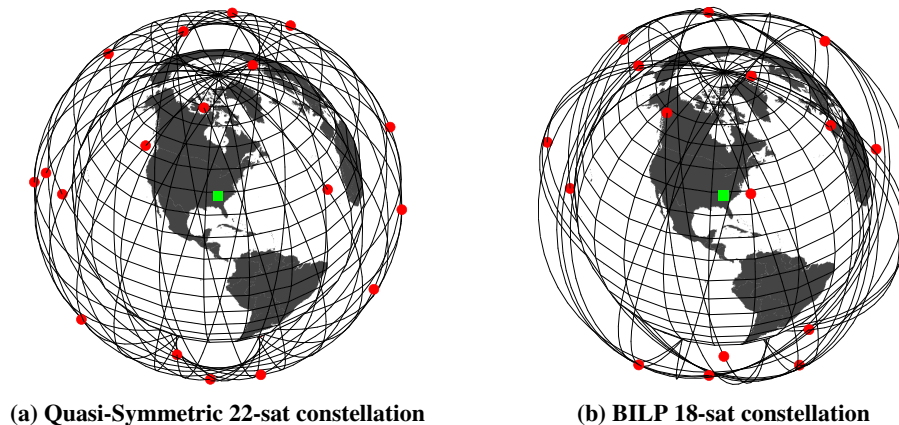 (a) Quasi-Symmetric 22-sat constellation
(b) BILP 18-sat constellation